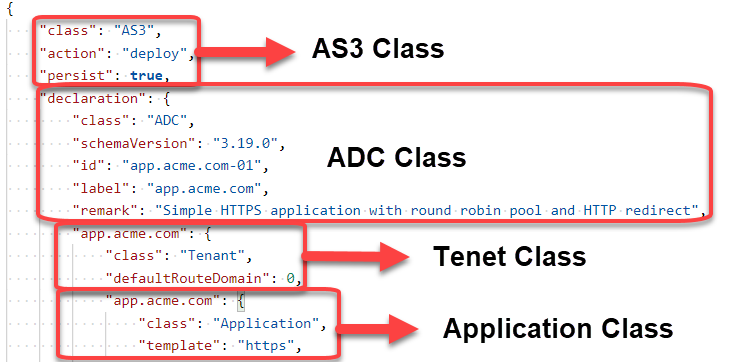 {
"class": "AS3",
"action": "deploy",
"persist": true,
AS3 Class
"declaration": {
"class": "ADC",
"schemaVersion": "3.19.0",
"id": "app.acme.com-01",
"label": "app.acme.com",
"remark": "Simple HTTPS application with round robin pool and HTTP redirect",
ADC Class
"app.acme.com": {
"class": "Tenant",
"defaultRouteDomain": 0,
Tenet Class
"app.acme.com": {
"class": "Application",
"template": "https",
Application Class